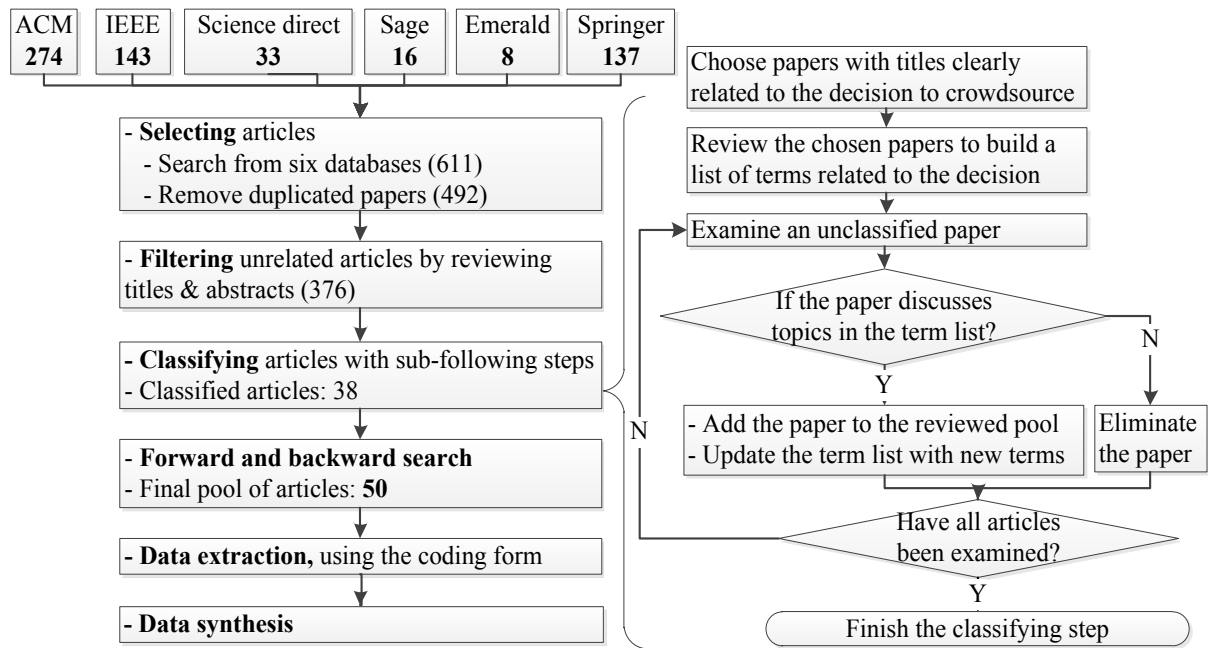 ACM
274
IEEE
143
Science direct
33
Sage
16
Emerald
8
Springer
137
- Selecting articles
- Search from six databases (611)
- Remove duplicated papers (492)
- Filtering unrelated articles by reviewing
titles & abstracts (376)
- Classifying articles with sub-following steps
- Classified articles: 38
- Forward and backward search
- Final pool of articles: 50
- Data extraction, using the coding form
- Data synthesis
Choose papers with titles clearly
related to the decision to crowdsource
Review the chosen papers to build a
list of terms related to the decision
Examine an unclassified paper
If the paper discusses
topics in the term list?
N
Y
- Add the paper to the reviewed pool
- Update the term list with new terms
Eliminate
the paper
N
Have all articles
been examined?
Y
Finish the classifying step